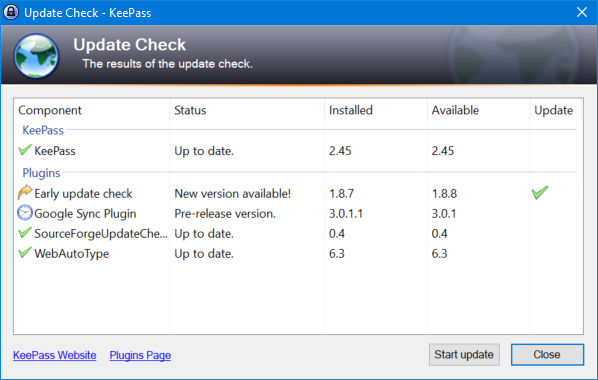 Update Check - KeePass
Update Check
The results of the update check.
Component Status Installed Available Update
KeePass
KeePass Up to date. 2.45 2.45
Plugins
Early update check New version available! 1.8.7 1.8.8
Google Sync Plugin Pre-release version. 3.0.1.1 3.0.1
SourceForgeUpdateChe... Up to date. 0.4 0.4
WebAutoType Up to date. 6.3 6.3
KeePass Website Plugins Page Start update Close